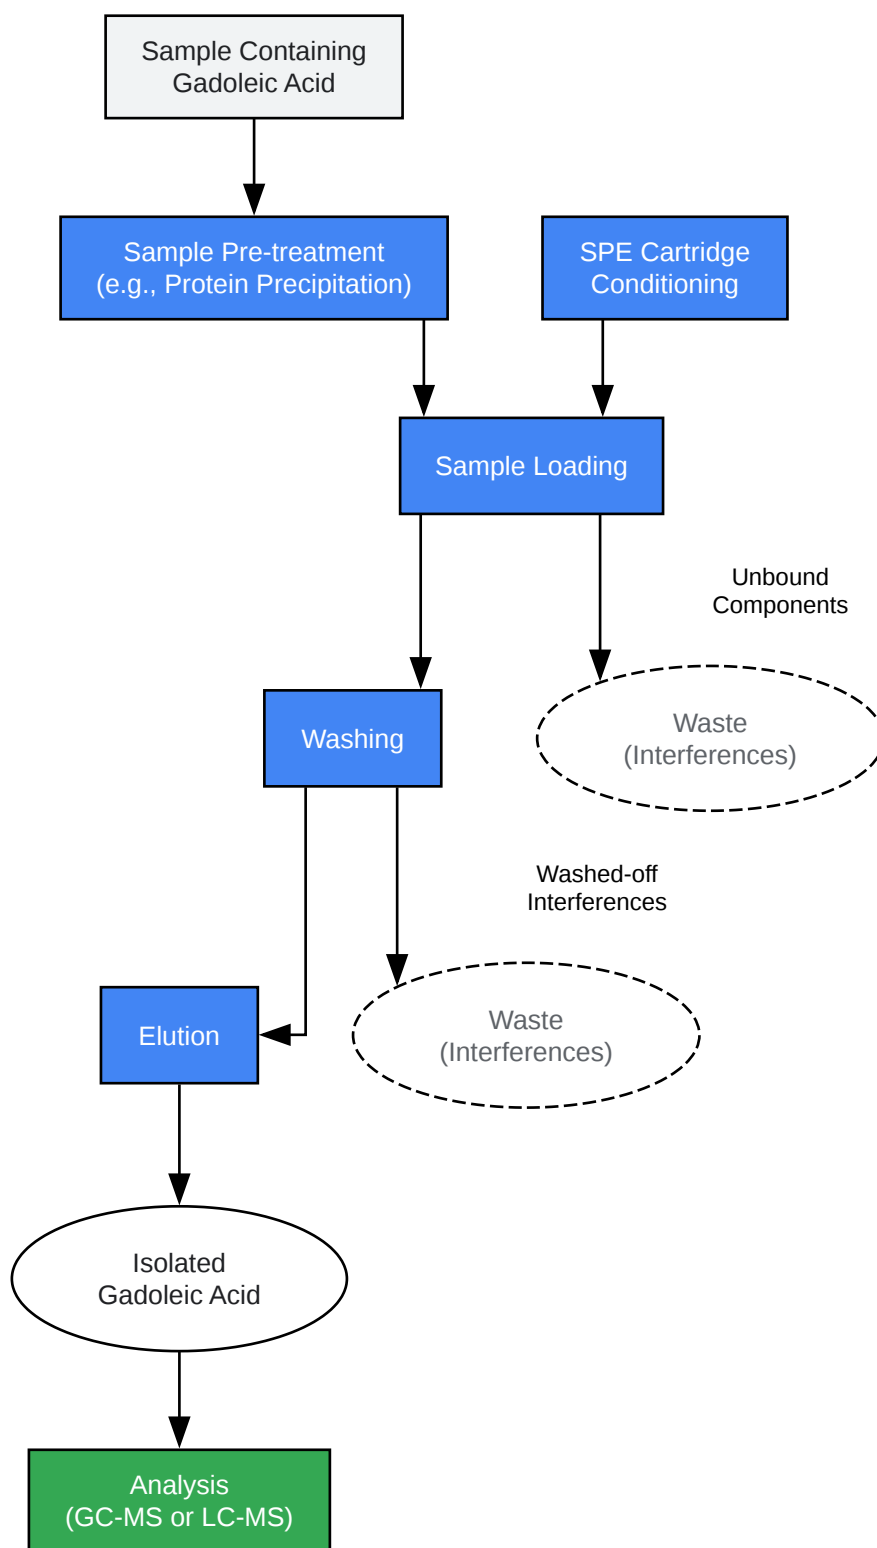 Sample Containing
Gadoleic Acid
Sample Pre-treatment
(e.g., Protein Precipitation)
SPE Cartridge
Conditioning
Sample Loading
Unbound
Components
Washing
Waste
(Interferences)
Washed-off
Interferences
Elution
Waste
(Interferences)
Isolated
Gadoleic Acid
Analysis
(GC-MS or LC-MS)